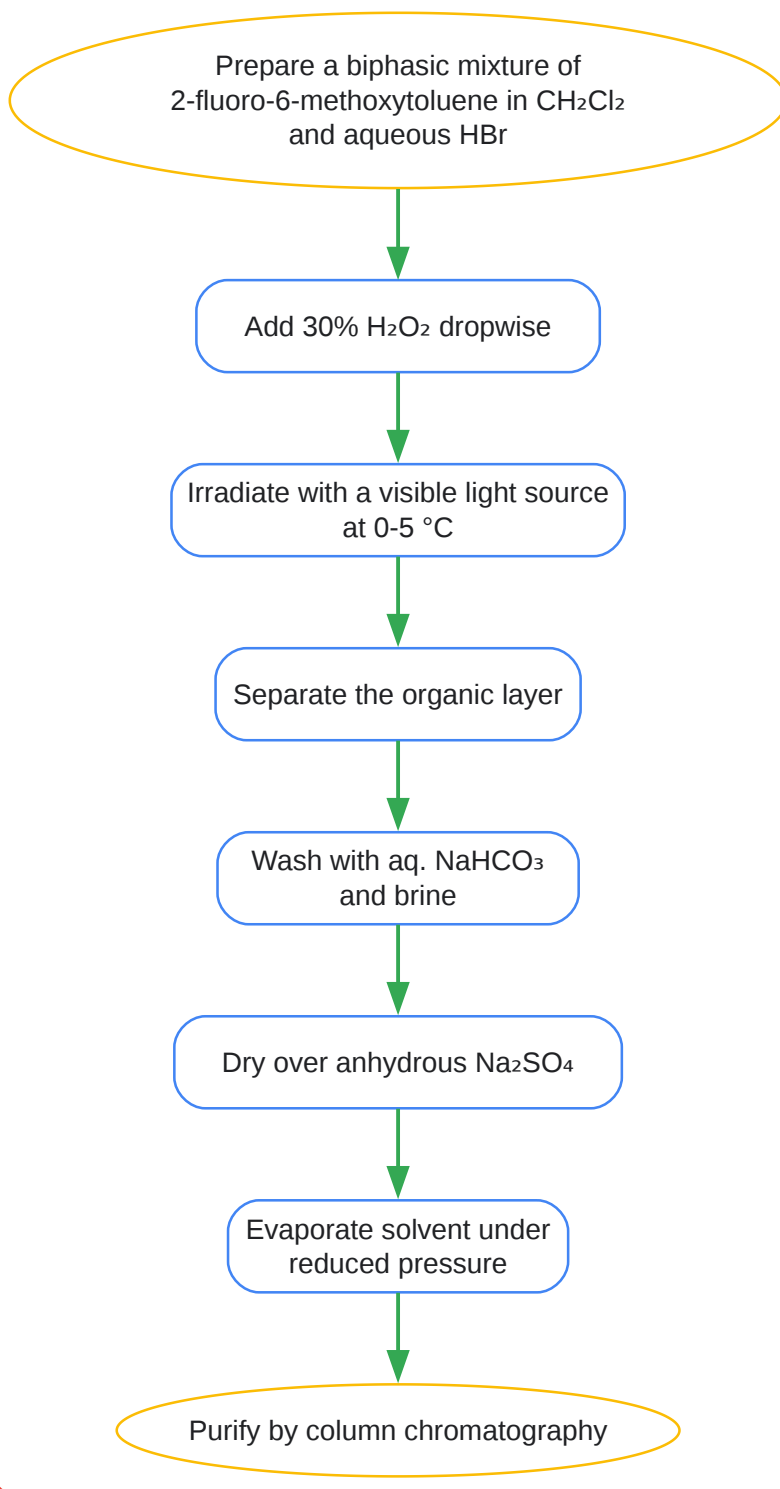 Prepare a biphasic mixture of
2-fluoro-6-methoxytoluene in CH₂Cl₂
and aqueous HBr
Add 30% H₂O₂ dropwise
Irradiate with a visible light source
at 0-5 °C
Separate the organic layer
Wash with aq. NaHCO₃
and brine
Dry over anhydrous Na₂SO₄
Evaporate solvent under
reduced pressure
Purify by column chromatography